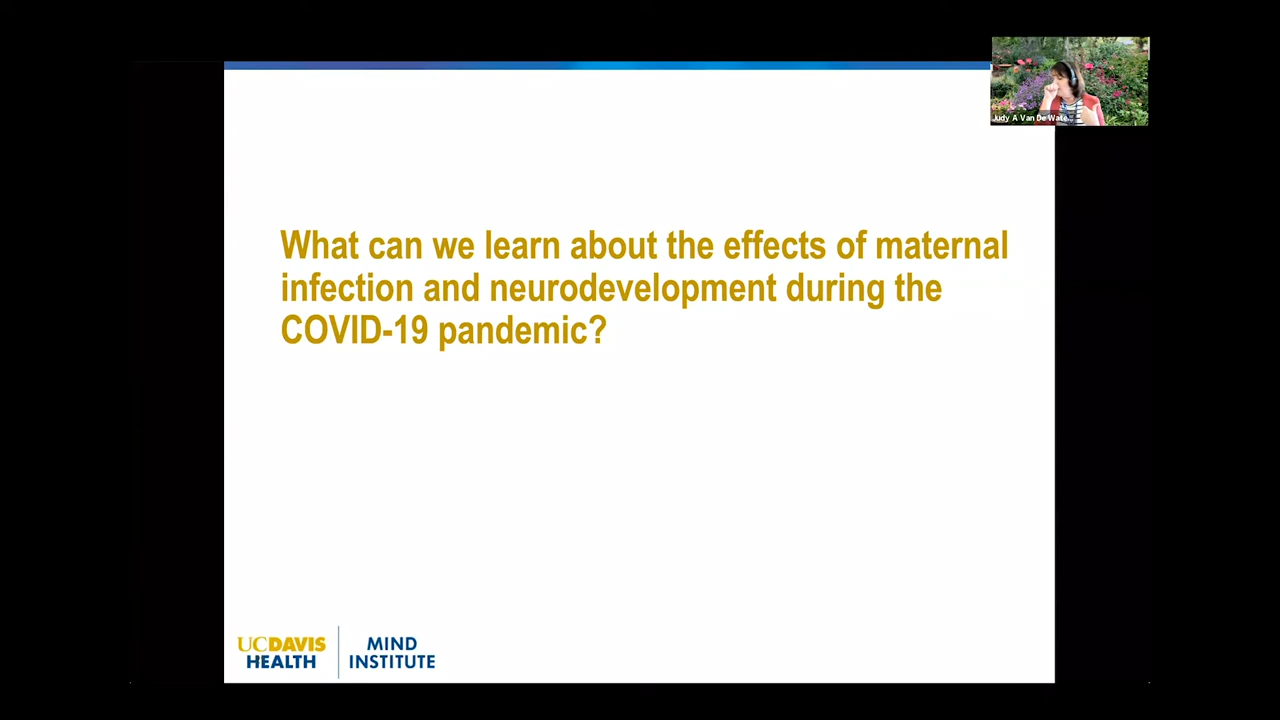 Judy A Van De Wate...
What can we learn about the effects of maternal
infection and neurodevelopment during the
COVID-19 pandemic?
UCDAVIS
HEALTH
MIND
INSTITUTE